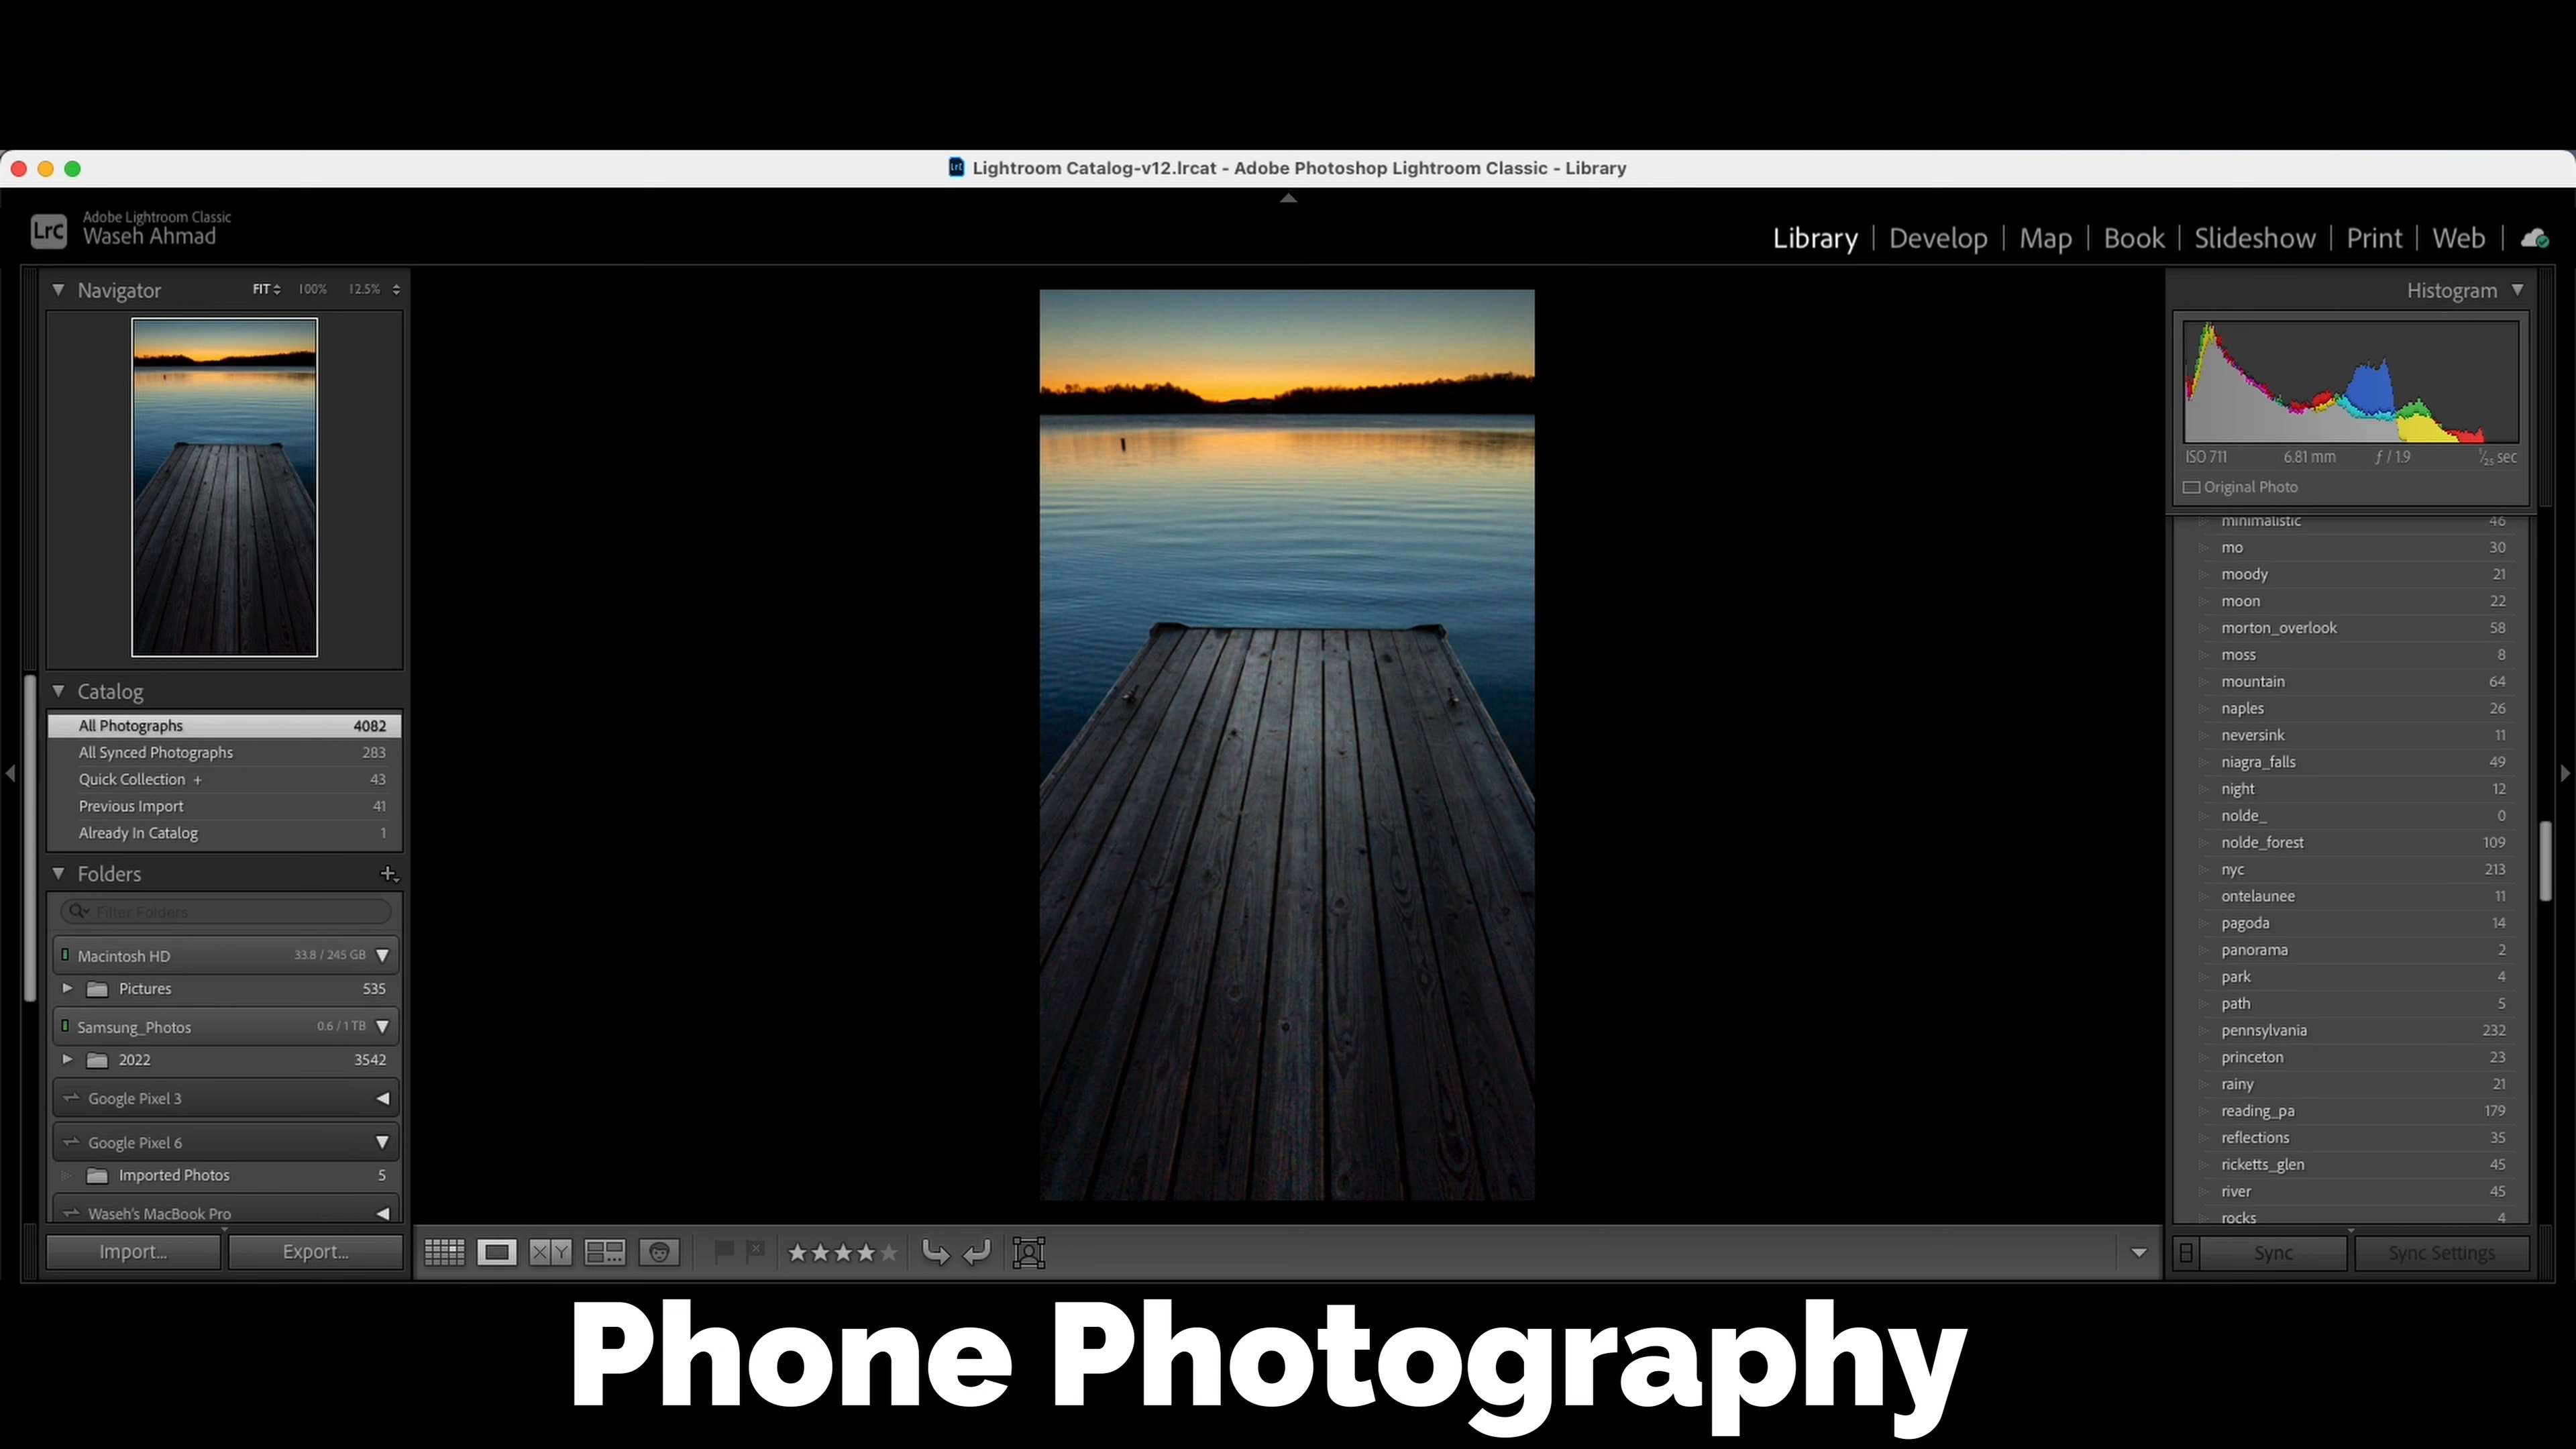 Lightroom Catalog-v12.lrcat - Adobe Photoshop Lightroom Classic - Library
LrC
Adobe Lightroom Classic
Waseh Ahmad
Library | Develop | Map | Book | Slideshow | Print | Web
Navigator FIT 100% 12.5%
Catalog
All Photographs 4082
All Synced Photographs 283
Quick Collection + 43
Previous Import 41
Already In Catalog 1
Folders
Filter Folders
Macintosh HD 33.8 / 245 GB
Pictures 535
Samsung_Photos 0.6 / 1 TB
2022 3542
Google Pixel 3
Google Pixel 6
Imported Photos 5
Waseh's MacBook Pro
Import... Export...
XY
Histogram
ISO 711 6.81 mm ƒ / 1.9 1/25 sec
Original Photo
minimalistic 46
mo 30
moody 21
moon 22
morton_overlook 58
moss 8
mountain 64
naples 26
neversink 11
niagra_falls 49
night 12
nolde_ 0
nolde_forest 109
nyc 213
ontelaunee 11
pagoda 14
panorama 2
park 4
path 5
pennsylvania 232
princeton 23
rainy 21
reading_pa 179
reflections 35
ricketts_glen 45
river 45
rocks 4
Sync Sync Settings
Phone Photography